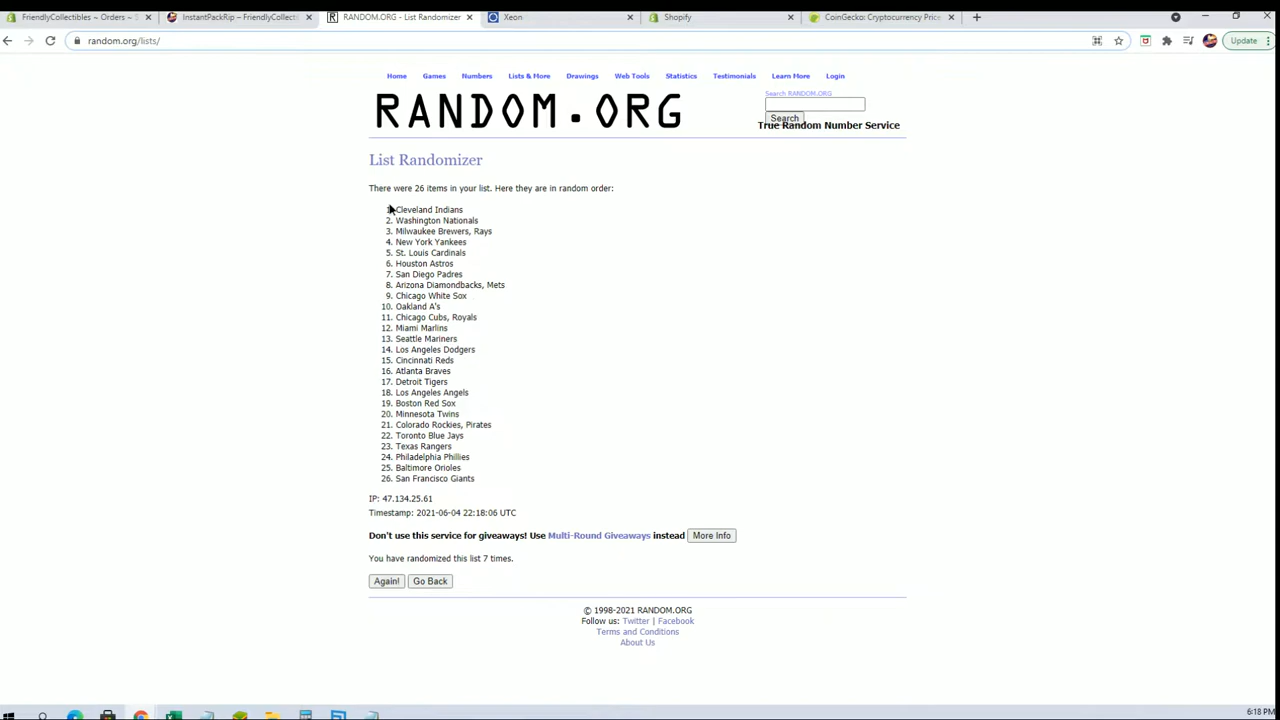 FriendlyCollectibles ~ Orders ~ S
InstantPackRip – FriendlyCollecti
RANDOM.ORG - List Randomizer
Xeon
Shopify
CoinGecko: Cryptocurrency Price
random.org/lists/
Update
Home Games Numbers Lists & More Drawings Web Tools Statistics Testimonials Learn More Login
Search RANDOM.ORG
RANDOM.ORG
Search
True Random Number Service
List Randomizer
There were 26 items in your list. Here they are in random order:
1. Cleveland Indians
2. Washington Nationals
3. Milwaukee Brewers, Rays
4. New York Yankees
5. St. Louis Cardinals
6. Houston Astros
7. San Diego Padres
8. Arizona Diamondbacks, Mets
9. Chicago White Sox
10. Oakland A's
11. Chicago Cubs, Royals
12. Miami Marlins
13. Seattle Mariners
14. Los Angeles Dodgers
15. Cincinnati Reds
16. Atlanta Braves
17. Detroit Tigers
18. Los Angeles Angels
19. Boston Red Sox
20. Minnesota Twins
21. Colorado Rockies, Pirates
22. Toronto Blue Jays
23. Texas Rangers
24. Philadelphia Phillies
25. Baltimore Orioles
26. San Francisco Giants
IP: 47.134.25.61
Timestamp: 2021-06-04 22:18:06 UTC
Don't use this service for giveaways! Use Multi-Round Giveaways instead More Info
You have randomized this list 7 times.
Again! Go Back
© 1998-2021 RANDOM.ORG
Follow us: Twitter | Facebook
Terms and Conditions
About Us
6:18 PM